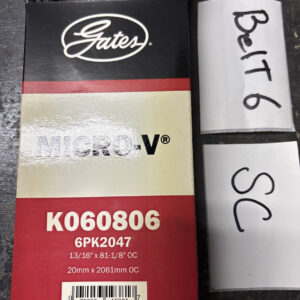 Gates
MICRO-V®
K060806
6PK2047
13/16" x 81-1/8" OC
20mm x 2061mm OC
Belt 6
SC